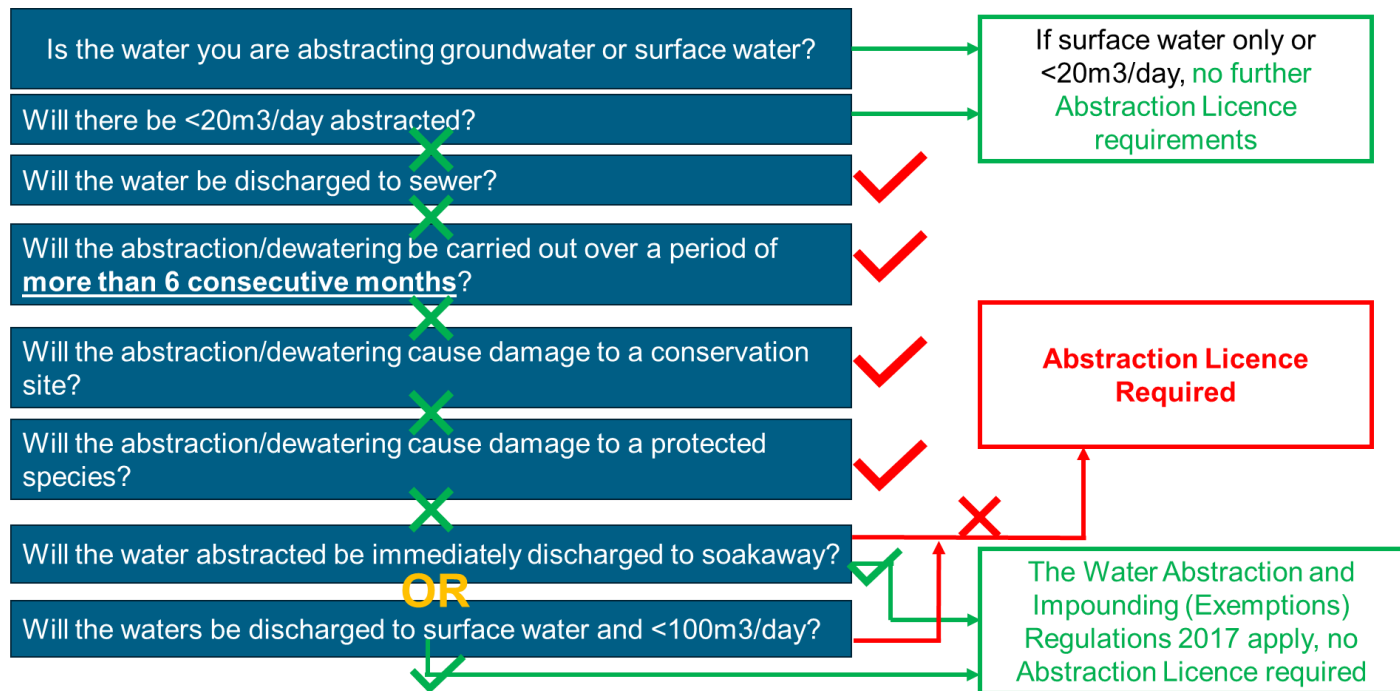 Is the water you are abstracting groundwater or surface water?
If surface water only or
<20m3/day, no further
Abstraction Licence
requirements
Will there be <20m3/day abstracted?
Will the water be discharged to sewer?
Will the abstraction/dewatering be carried out over a period of
more than 6 consecutive months?
Will the abstraction/dewatering cause damage to a conservation
site?
Abstraction Licence
Required
Will the abstraction/dewatering cause damage to a protected
species?
Will the water abstracted be immediately discharged to soakaway?
OR
Will the waters be discharged to surface water and <100m3/day?
The Water Abstraction and
Impounding (Exemptions)
Regulations 2017 apply, no
Abstraction Licence required